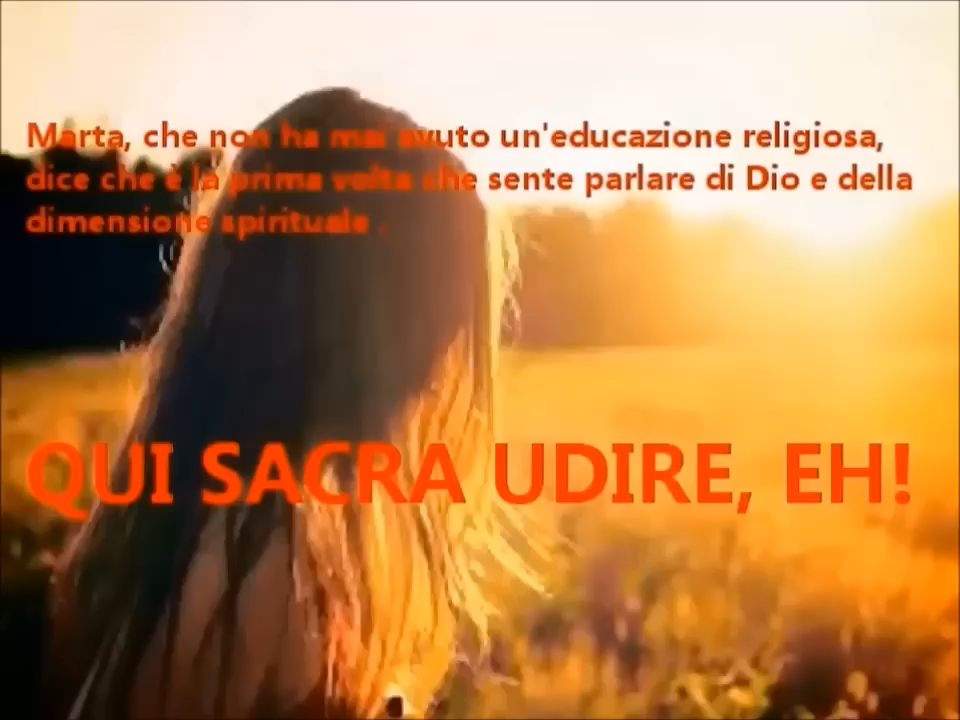 Marta, che non ha mai avuto un'educazione religiosa,
dice che è la prima volta che sente parlare di Dio e della
dimensione spirituale .
QUI SACRA UDIRE, EH!